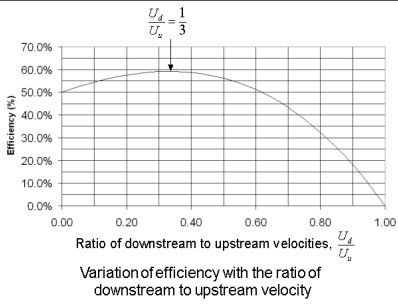 U_d/U_u = 1/3
70.0%
60.0%
50.0%
40.0%
30.0%
20.0%
10.0%
0.0%
Efficiency (%)
0.00 0.20 0.40 0.60 0.80 1.00
Ratio of downstream to upstream velocities, U_d/U_u
Variation of efficiency with the ratio of
downstream to upstream velocity